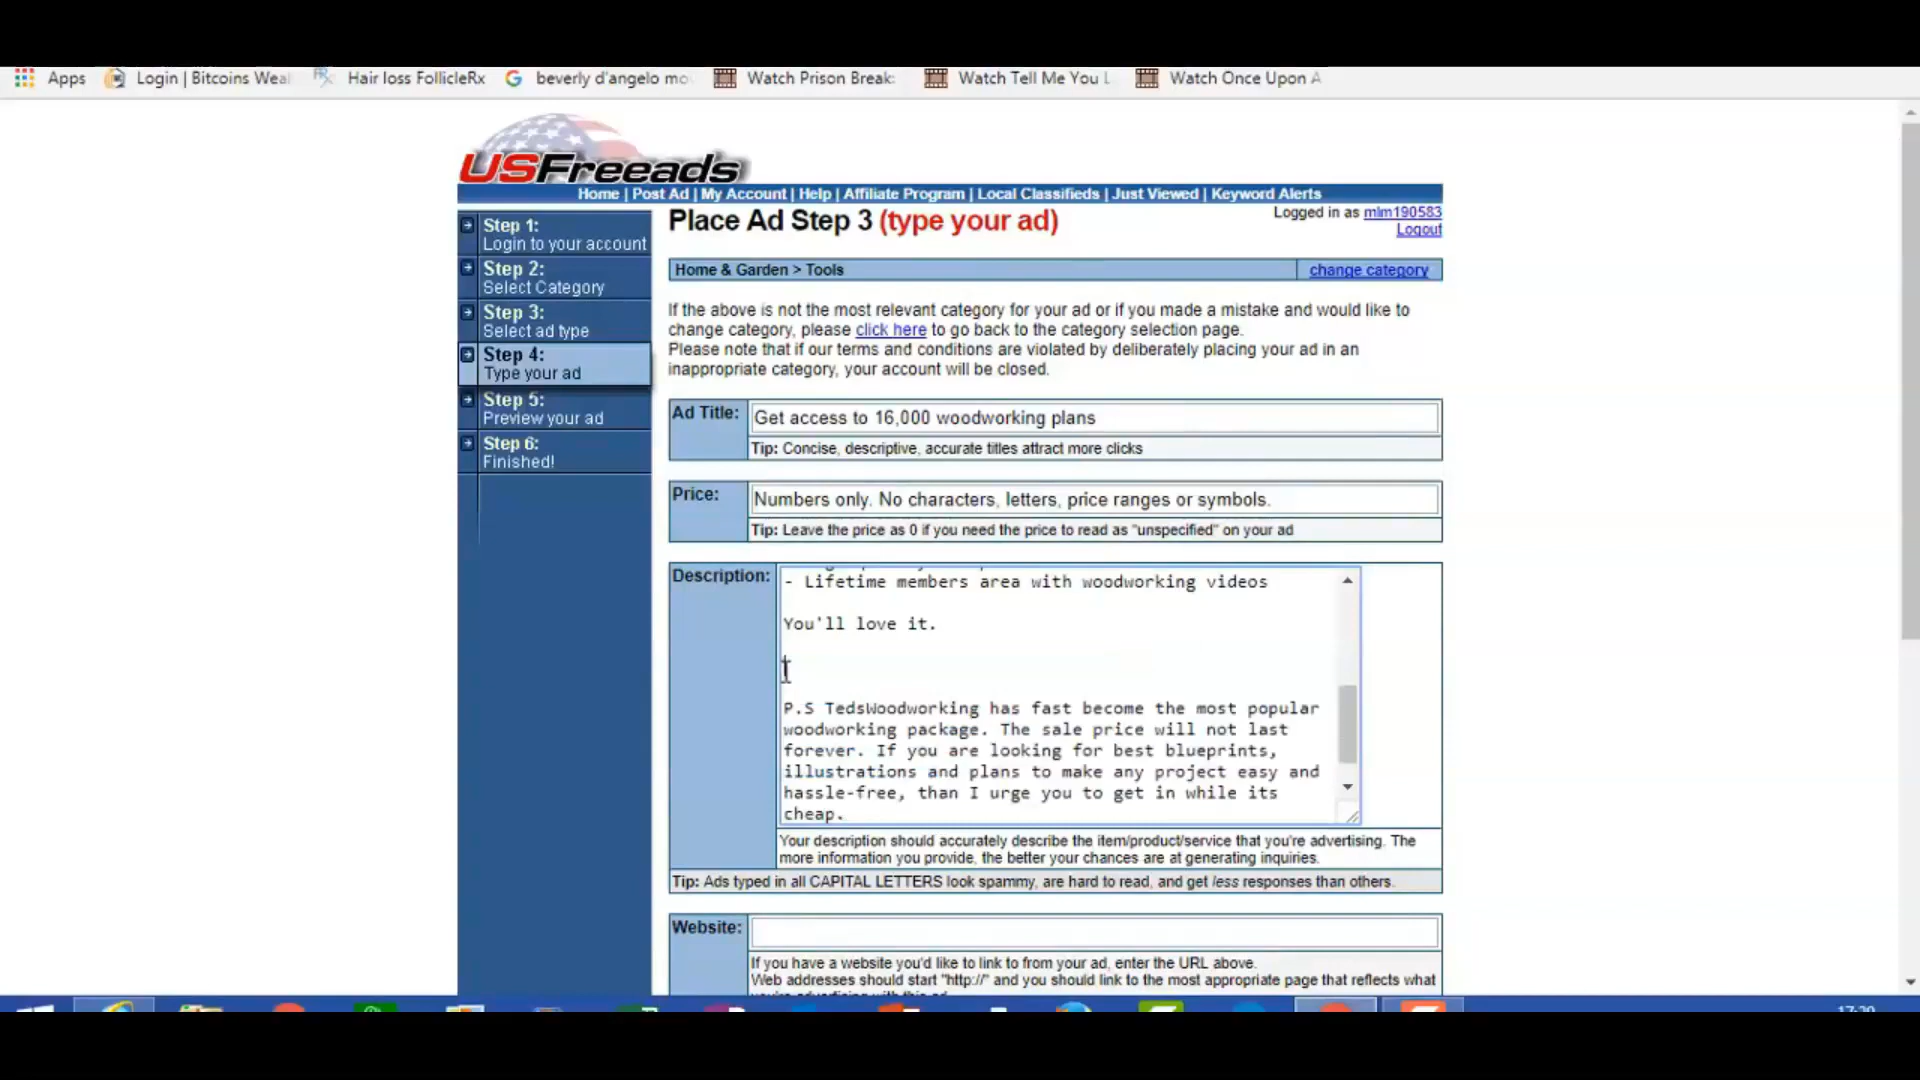 Apps Login | Bitcoins Wea Hair loss FollicleRx beverly d'angelo mo Watch Prison Break Watch Tell Me You L Watch Once Upon A
USFreeads
Home | Post Ad | My Account | Help | Affiliate Program | Local Classifieds | Just Viewed | Keyword Alerts
Step 1:
Login to your account
Step 2:
Select Category
Step 3:
Select ad type
Step 4:
Type your ad
Step 5:
Preview your ad
Step 6:
Finished!
Place Ad Step 3 (type your ad)
Logged in as mlm190583
Logout
Home & Garden > Tools
change category
If the above is not the most relevant category for your ad or if you made a mistake and would like to
change category, please click here to go back to the category selection page.
Please note that if our terms and conditions are violated by deliberately placing your ad in an
inappropriate category, your account will be closed.
Ad Title: Get access to 16,000 woodworking plans
Tip: Concise, descriptive, accurate titles attract more clicks
Price: Numbers only. No characters, letters, price ranges or symbols.
Tip: Leave the price as 0 if you need the price to read as "unspecified" on your ad
Description:
- Lifetime members area with woodworking videos
You'll love it.
P.S TedsWoodworking has fast become the most popular
woodworking package. The sale price will not last
forever. If you are looking for best blueprints,
illustrations and plans to make any project easy and
hassle-free, than I urge you to get in while its
cheap.
Your description should accurately describe the item/product/service that you're advertising. The
more information you provide, the better your chances are at generating inquiries.
Tip: Ads typed in all CAPITAL LETTERS look spammy, are hard to read, and get less responses than others.
Website:
If you have a website you'd like to link to from your ad, enter the URL above.
Web addresses should start "http://" and you should link to the most appropriate page that reflects what